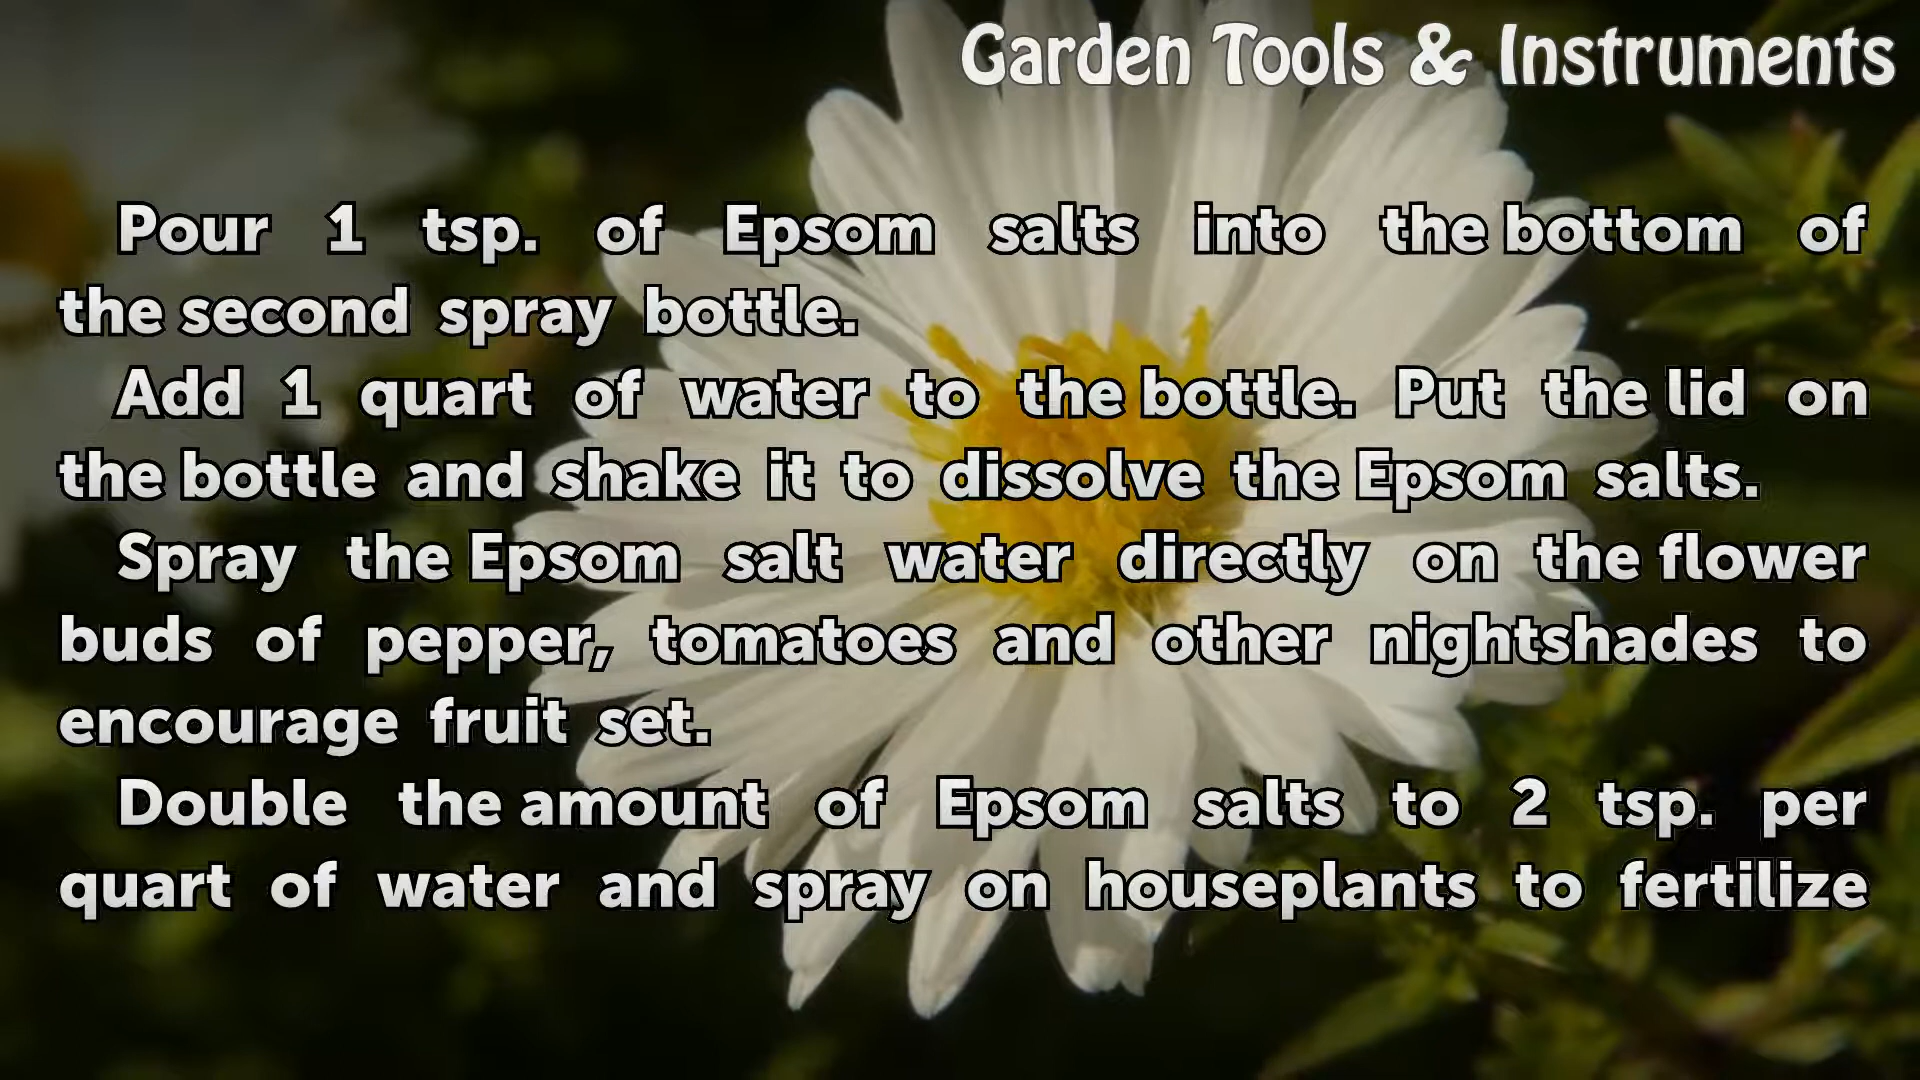 Garden Tools & Instruments
Pour 1 tsp. of Epsom salts into the bottom of
the second spray bottle.
Add 1 quart of water to the bottle. Put the lid on
the bottle and shake it to dissolve the Epsom salts.
Spray the Epsom salt water directly on the flower
buds of pepper, tomatoes and other nightshades to
encourage fruit set.
Double the amount of Epsom salts to 2 tsp. per
quart of water and spray on houseplants to fertilize